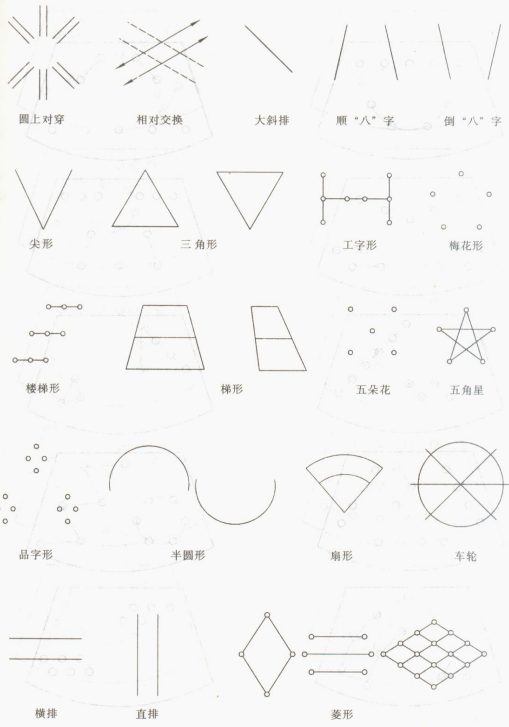 圆上对穿 相对交换 大斜排 顺“八”字 倒“八”字
尖形 三角形 工字形 梅花形
楼梯形 梯形 五朵花 五角星
品字形 半圆形 扇形 车轮
横排 直排 菱形